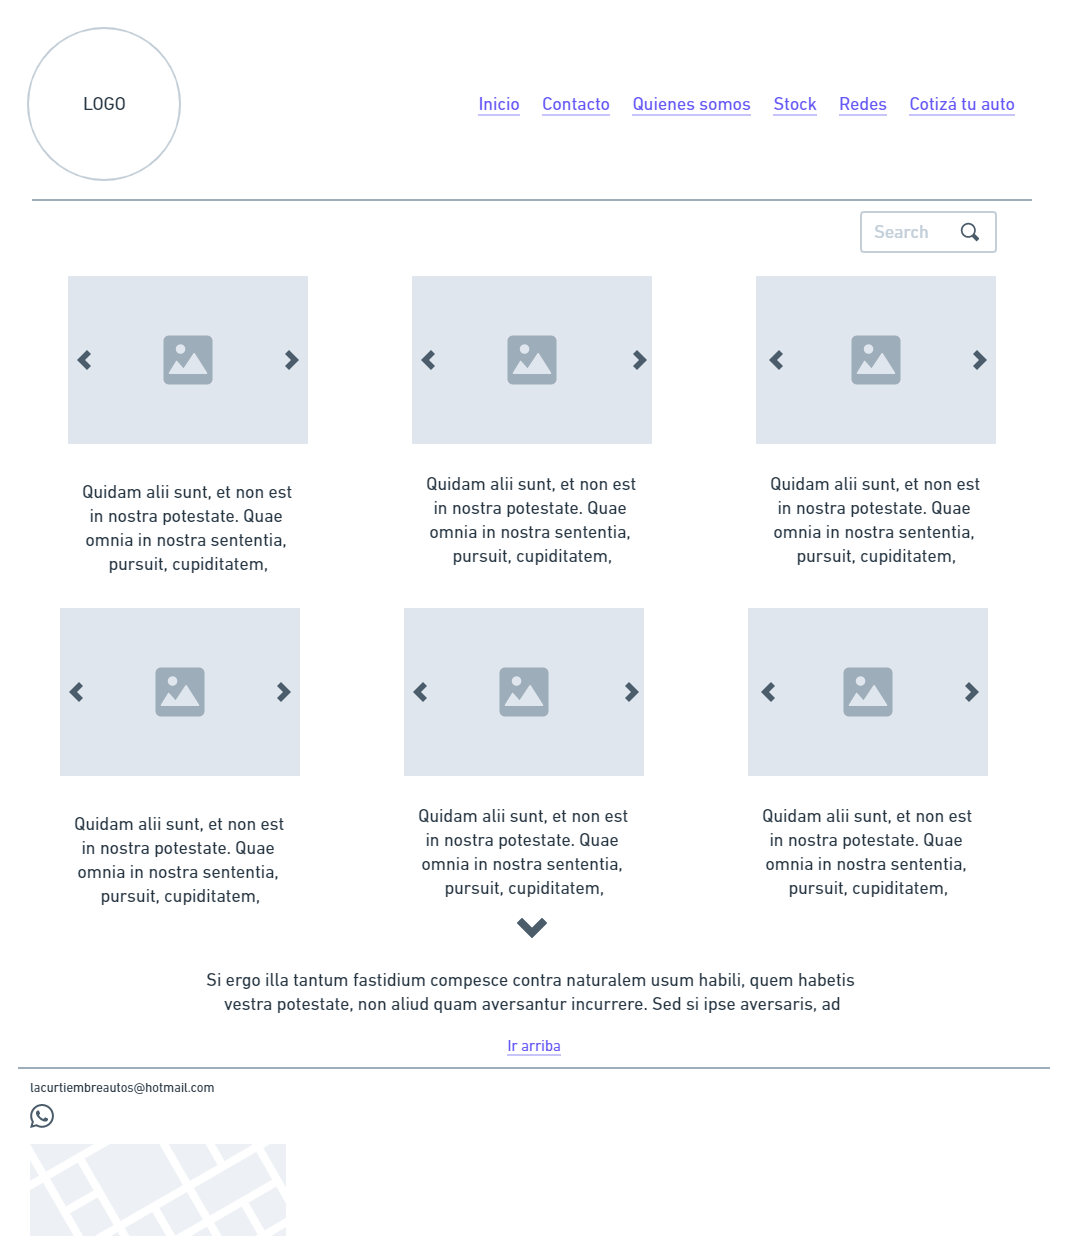 LOGO
Inicio Contacto Quienes somos Stock Redes Cotizá tu auto
Search
Quidam alii sunt, et non est
in nostra potestate. Quae
omnia in nostra sententia,
pursuit, cupiditatem,
Quidam alii sunt, et non est
in nostra potestate. Quae
omnia in nostra sententia,
pursuit, cupiditatem,
Quidam alii sunt, et non est
in nostra potestate. Quae
omnia in nostra sententia,
pursuit, cupiditatem,
Quidam alii sunt, et non est
in nostra potestate. Quae
omnia in nostra sententia,
pursuit, cupiditatem,
Quidam alii sunt, et non est
in nostra potestate. Quae
omnia in nostra sententia,
pursuit, cupiditatem,
Quidam alii sunt, et non est
in nostra potestate. Quae
omnia in nostra sententia,
pursuit, cupiditatem,
Si ergo illa tantum fastidium compesce contra naturalem usum habili, quem habetis
vestra potestate, non aliud quam aversantur incurrere. Sed si ipse aversaris, ad
Ir arriba
lacurtiembreautos@hotmail.com